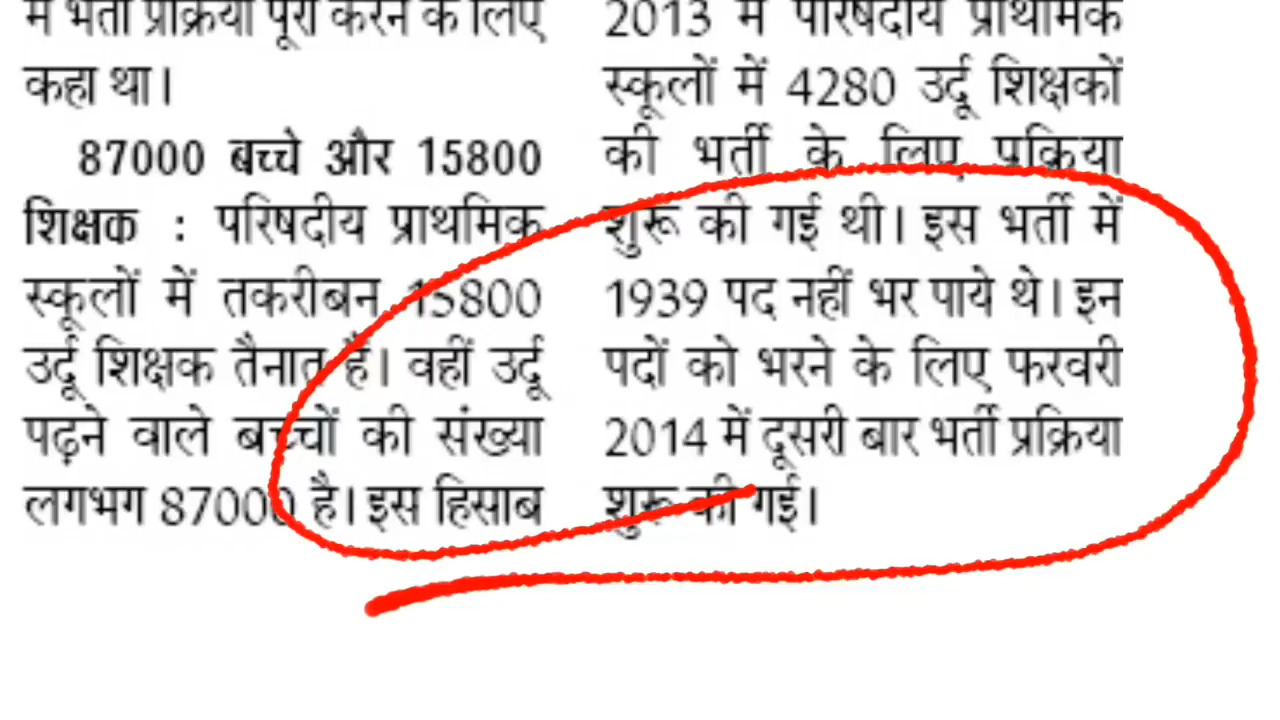 में भर्ती प्रक्रिया पूरी करने के लिए
कहा था।
87000 बच्चे और 15800
शिक्षक : परिषदीय प्राथमिक
स्कूलों में तकरीबन 15800
उर्दू शिक्षक तैनात हैं। वहीं उर्दू
पढ़ने वाले बच्चों की संख्या
लगभग 87000 है। इस हिसाब
2013 में परिषदीय प्राथमिक
स्कूलों में 4280 उर्दू शिक्षकों
की भर्ती के लिए प्रक्रिया
शुरू की गई थी। इस भर्ती में
1939 पद नहीं भर पाये थे। इन
पदों को भरने के लिए फरवरी
2014 में दूसरी बार भर्ती प्रक्रिया
शुरू की गई।